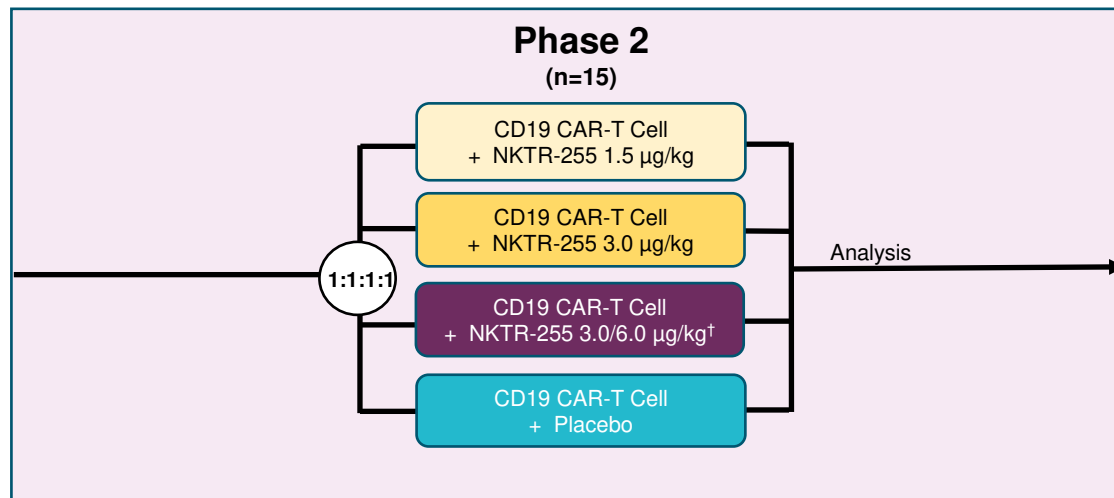 Phase 2
(n=15)
CD19 CAR-T Cell
+ NKTR-255 1.5 µg/kg
CD19 CAR-T Cell
+ NKTR-255 3.0 µg/kg
1:1:1:1
Analysis
CD19 CAR-T Cell
+ NKTR-255 3.0/6.0 µg/kg†
CD19 CAR-T Cell
+ Placebo